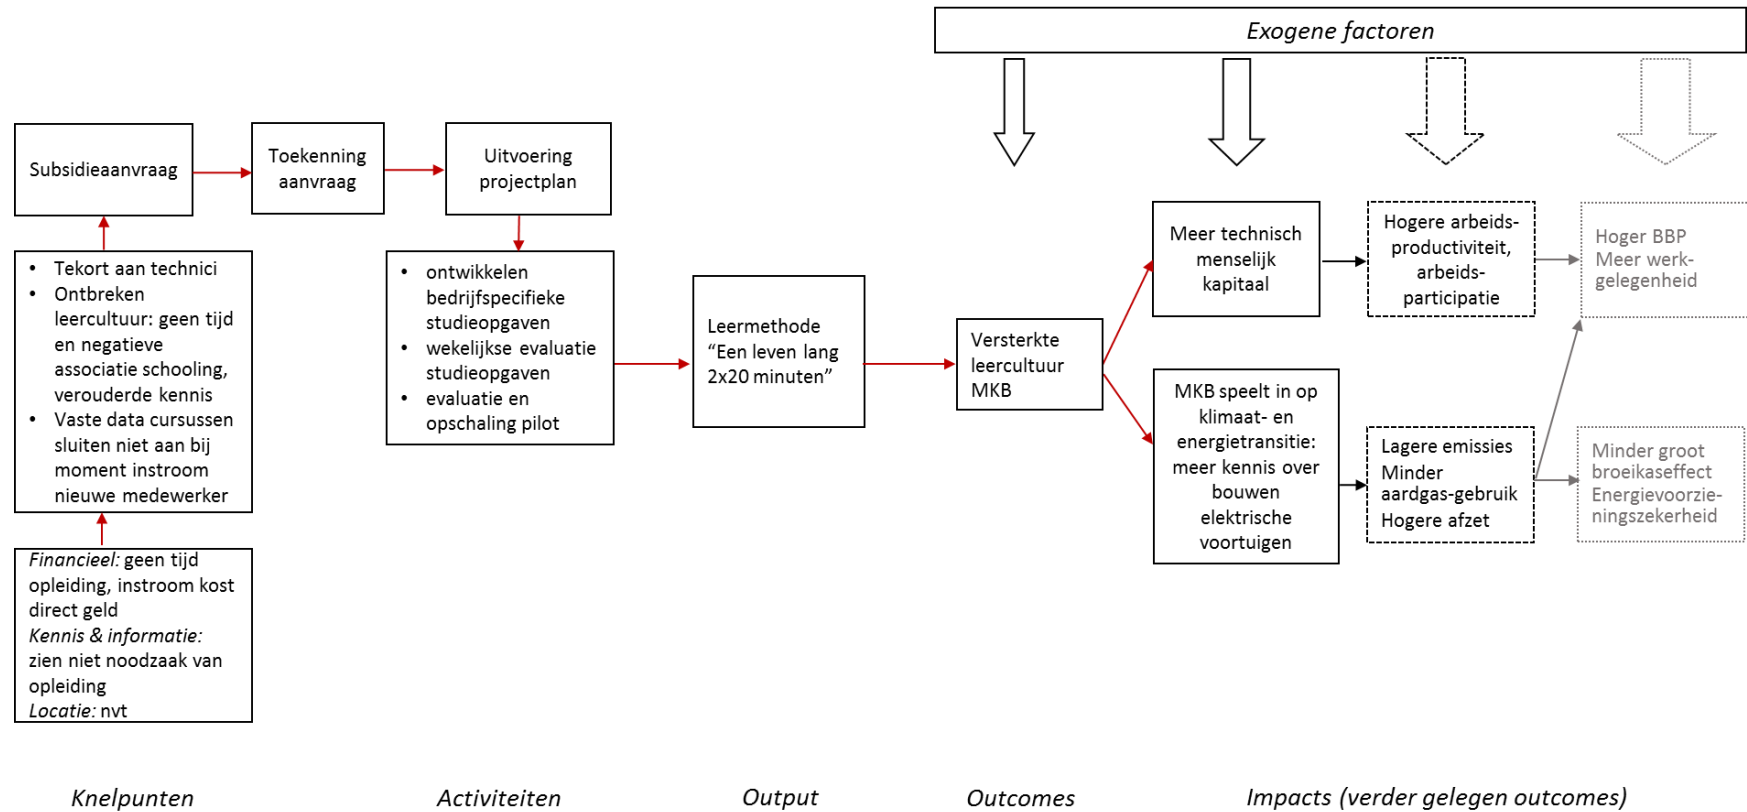 Exogene factoren
Subsidieaanvraag
Toekenning
aanvraag
Uitvoering
projectplan
• Tekort aan technici
• Ontbreken
leercultuur: geen tijd
en negatieve
associatie schooling,
verouderde kennis
• Vaste data cursussen
sluiten niet aan bij
moment instroom
nieuwe medewerker
Financieel: geen tijd
opleiding, instroom kost
direct geld
Kennis & informatie:
zien niet noodzaak van
opleiding
Locatie: nvt
• ontwikkelen
bedrijfspecifieke
studieopgaven
• wekelijkse evaluatie
studieopgaven
• evaluatie en
opschaling pilot
Leermethode
“Een leven lang
2x20 minuten”
Versterkte
leercultuur
MKB
Meer technisch
menselijk
kapitaal
MKB speelt in op
klimaat- en
energietransitie:
meer kennis over
bouwen
elektrische
voortuigen
Hogere arbeids-
productiviteit,
arbeids-
participatie
Lagere emissies
Minder
aardgas-gebruik
Hogere afzet
Hoger BBP
Meer werk-
gelegenheid
Minder groot
broeikaseffect
Energievoorzie-
ningszekerheid
Knelpunten
Activiteiten
Output
Outcomes
Impacts (verder gelegen outcomes)